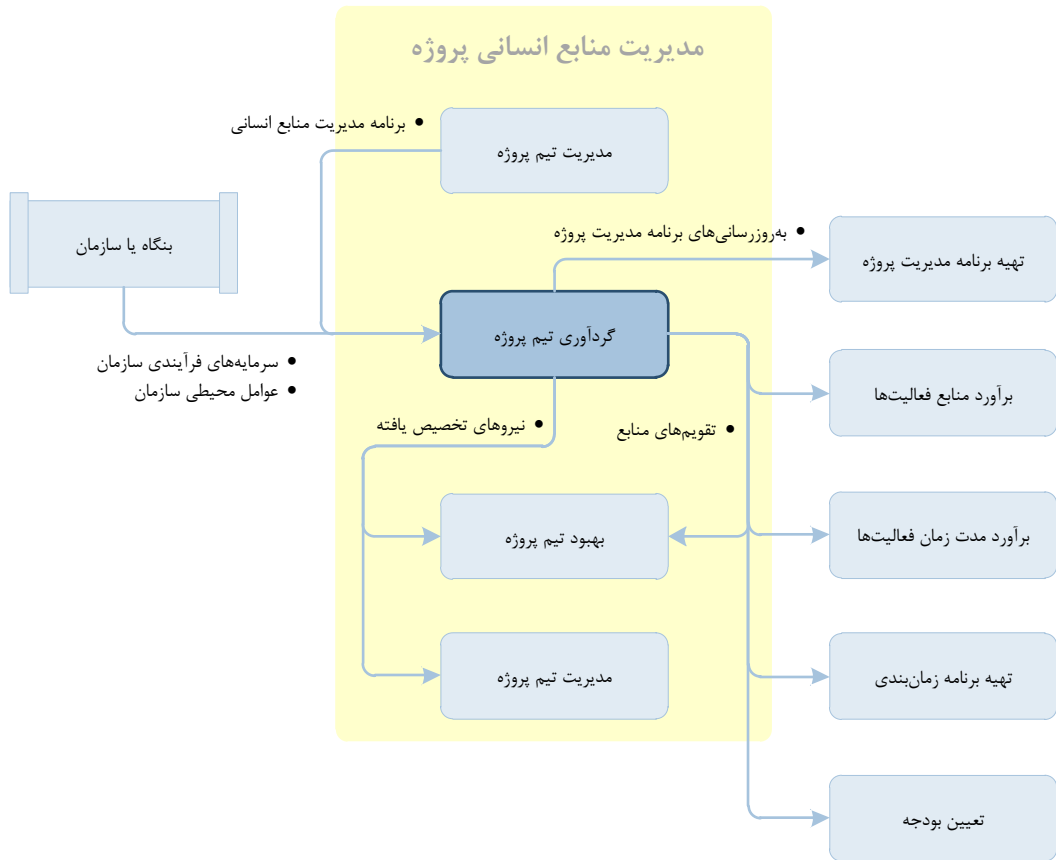 مدیریت منابع انسانی پروژه
• برنامه مدیریت منابع انسانی
مدیریت تیم پروژه
بنگاه یا سازمان
• به‌روزرسانی‌های برنامه مدیریت پروژه
تهیه برنامه مدیریت پروژه
گردآوری تیم پروژه
• سرمایه‌های فرآیندی سازمان
• عوامل محیطی سازمان
برآورد منابع فعالیت‌ها
• نیروهای تخصیص یافته
• تقویم‌های منابع
بهبود تیم پروژه
برآورد مدت زمان فعالیت‌ها
مدیریت تیم پروژه
تهیه برنامه زمان‌بندی
تعیین بودجه